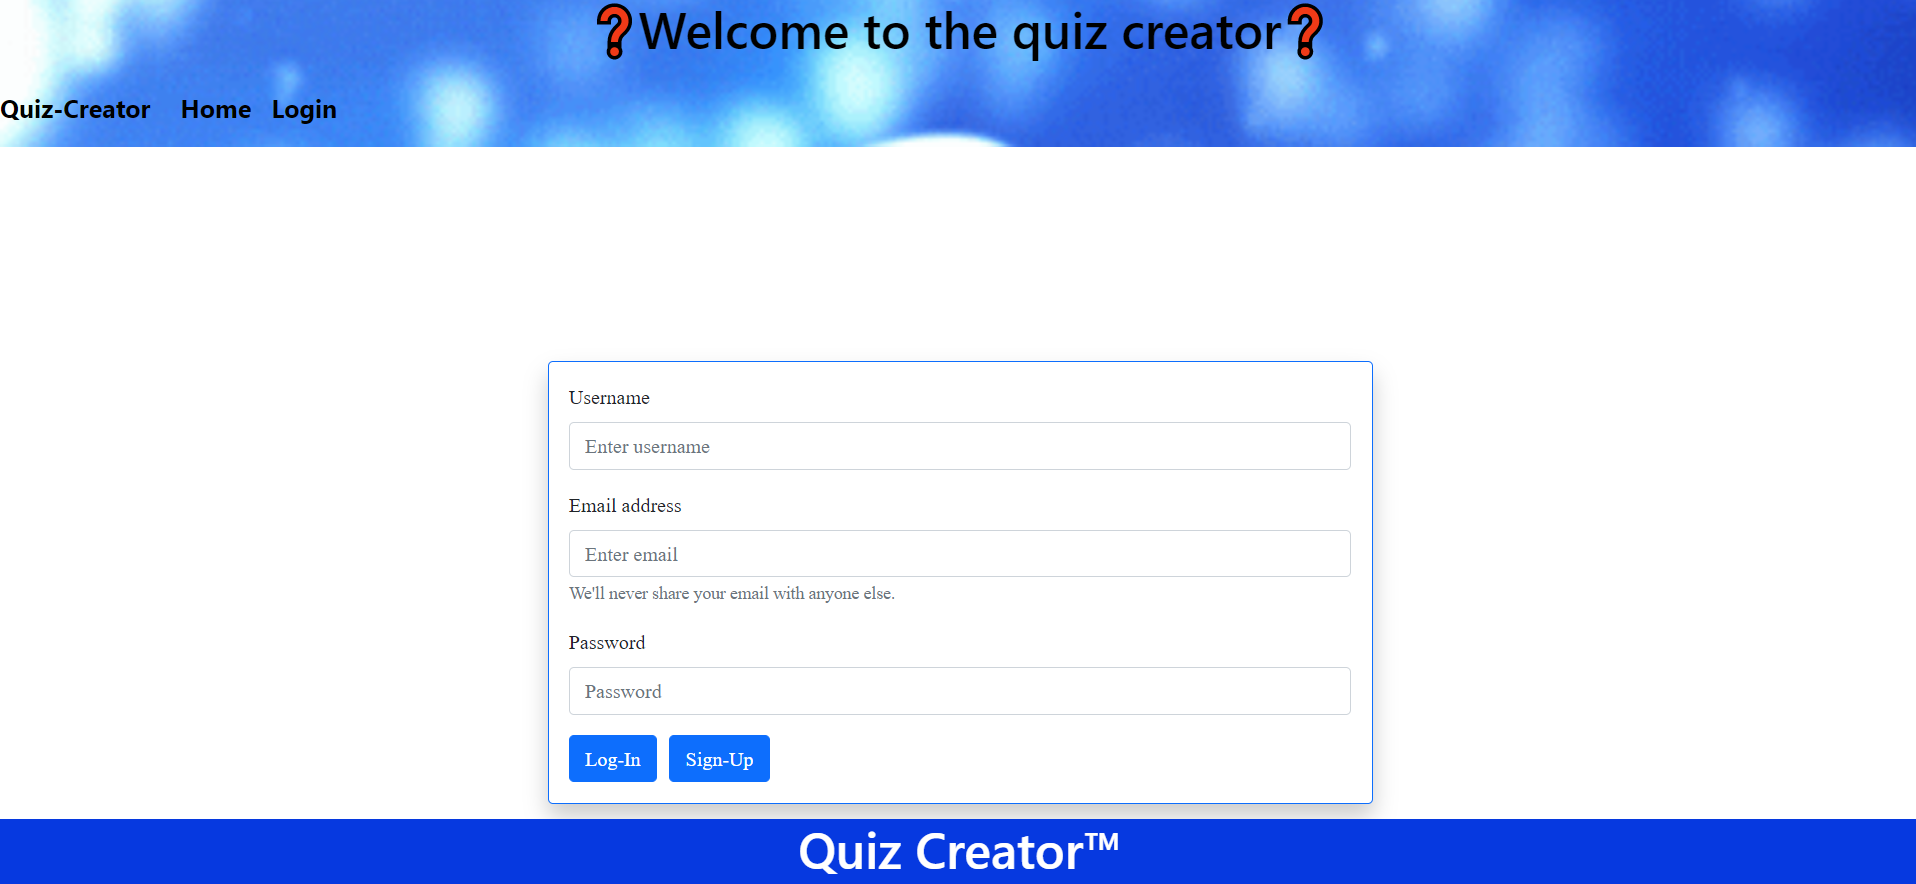 ❓Welcome to the quiz creator❓
Quiz-Creator Home Login
Username
Enter username
Email address
Enter email
We'll never share your email with anyone else.
Password
Password
Log-In Sign-Up
Quiz Creator™